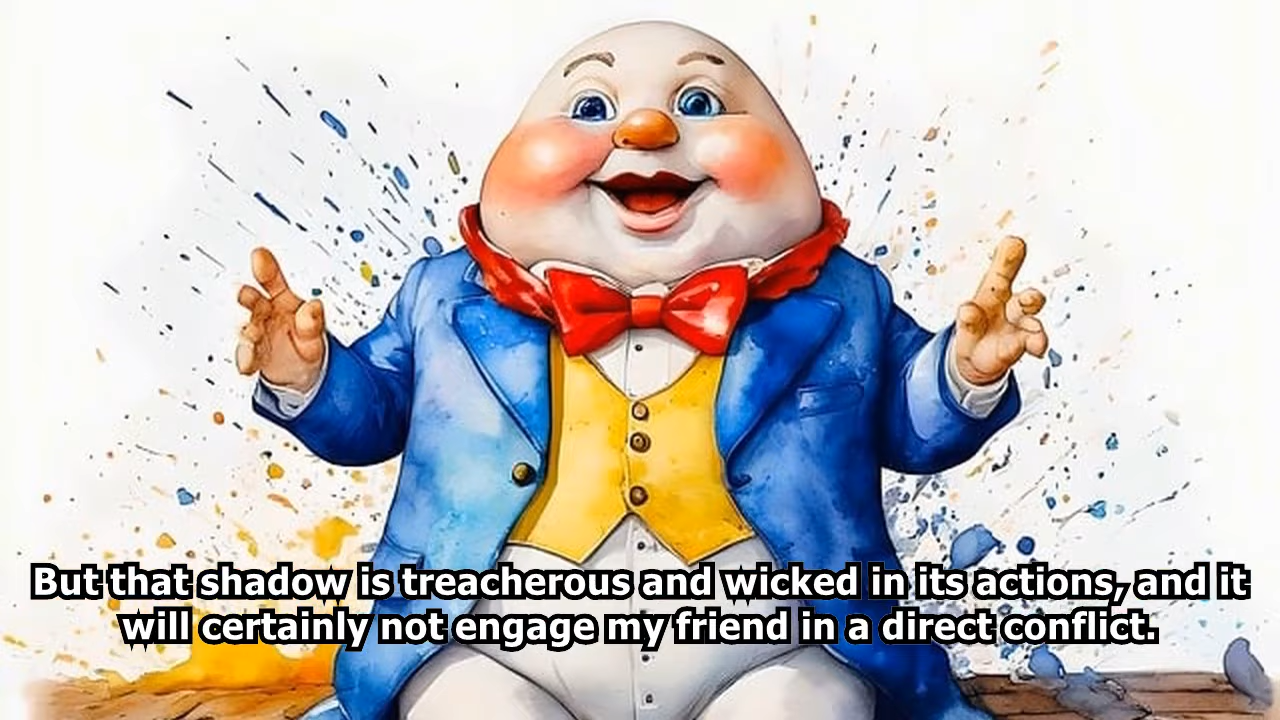 But that shadow is treacherous and wicked in its actions, and it
will certainly not engage my friend in a direct conflict.